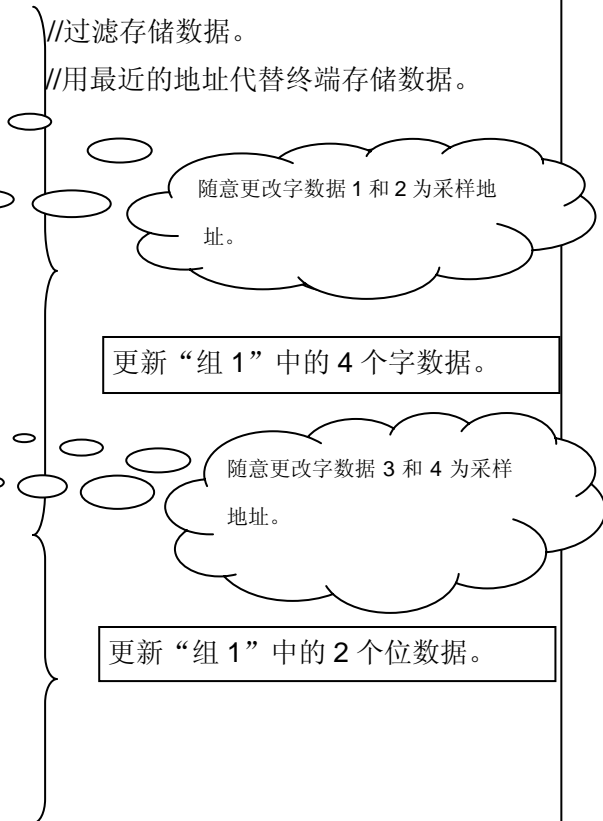 //过滤存储数据。
//用最近的地址代替终端存储数据。
随意更改字数据 1 和 2 为采样地
址。
更新“组 1”中的 4 个字数据。
随意更改字数据 3 和 4 为采样
地址。
更新“组 1”中的 2 个位数据。